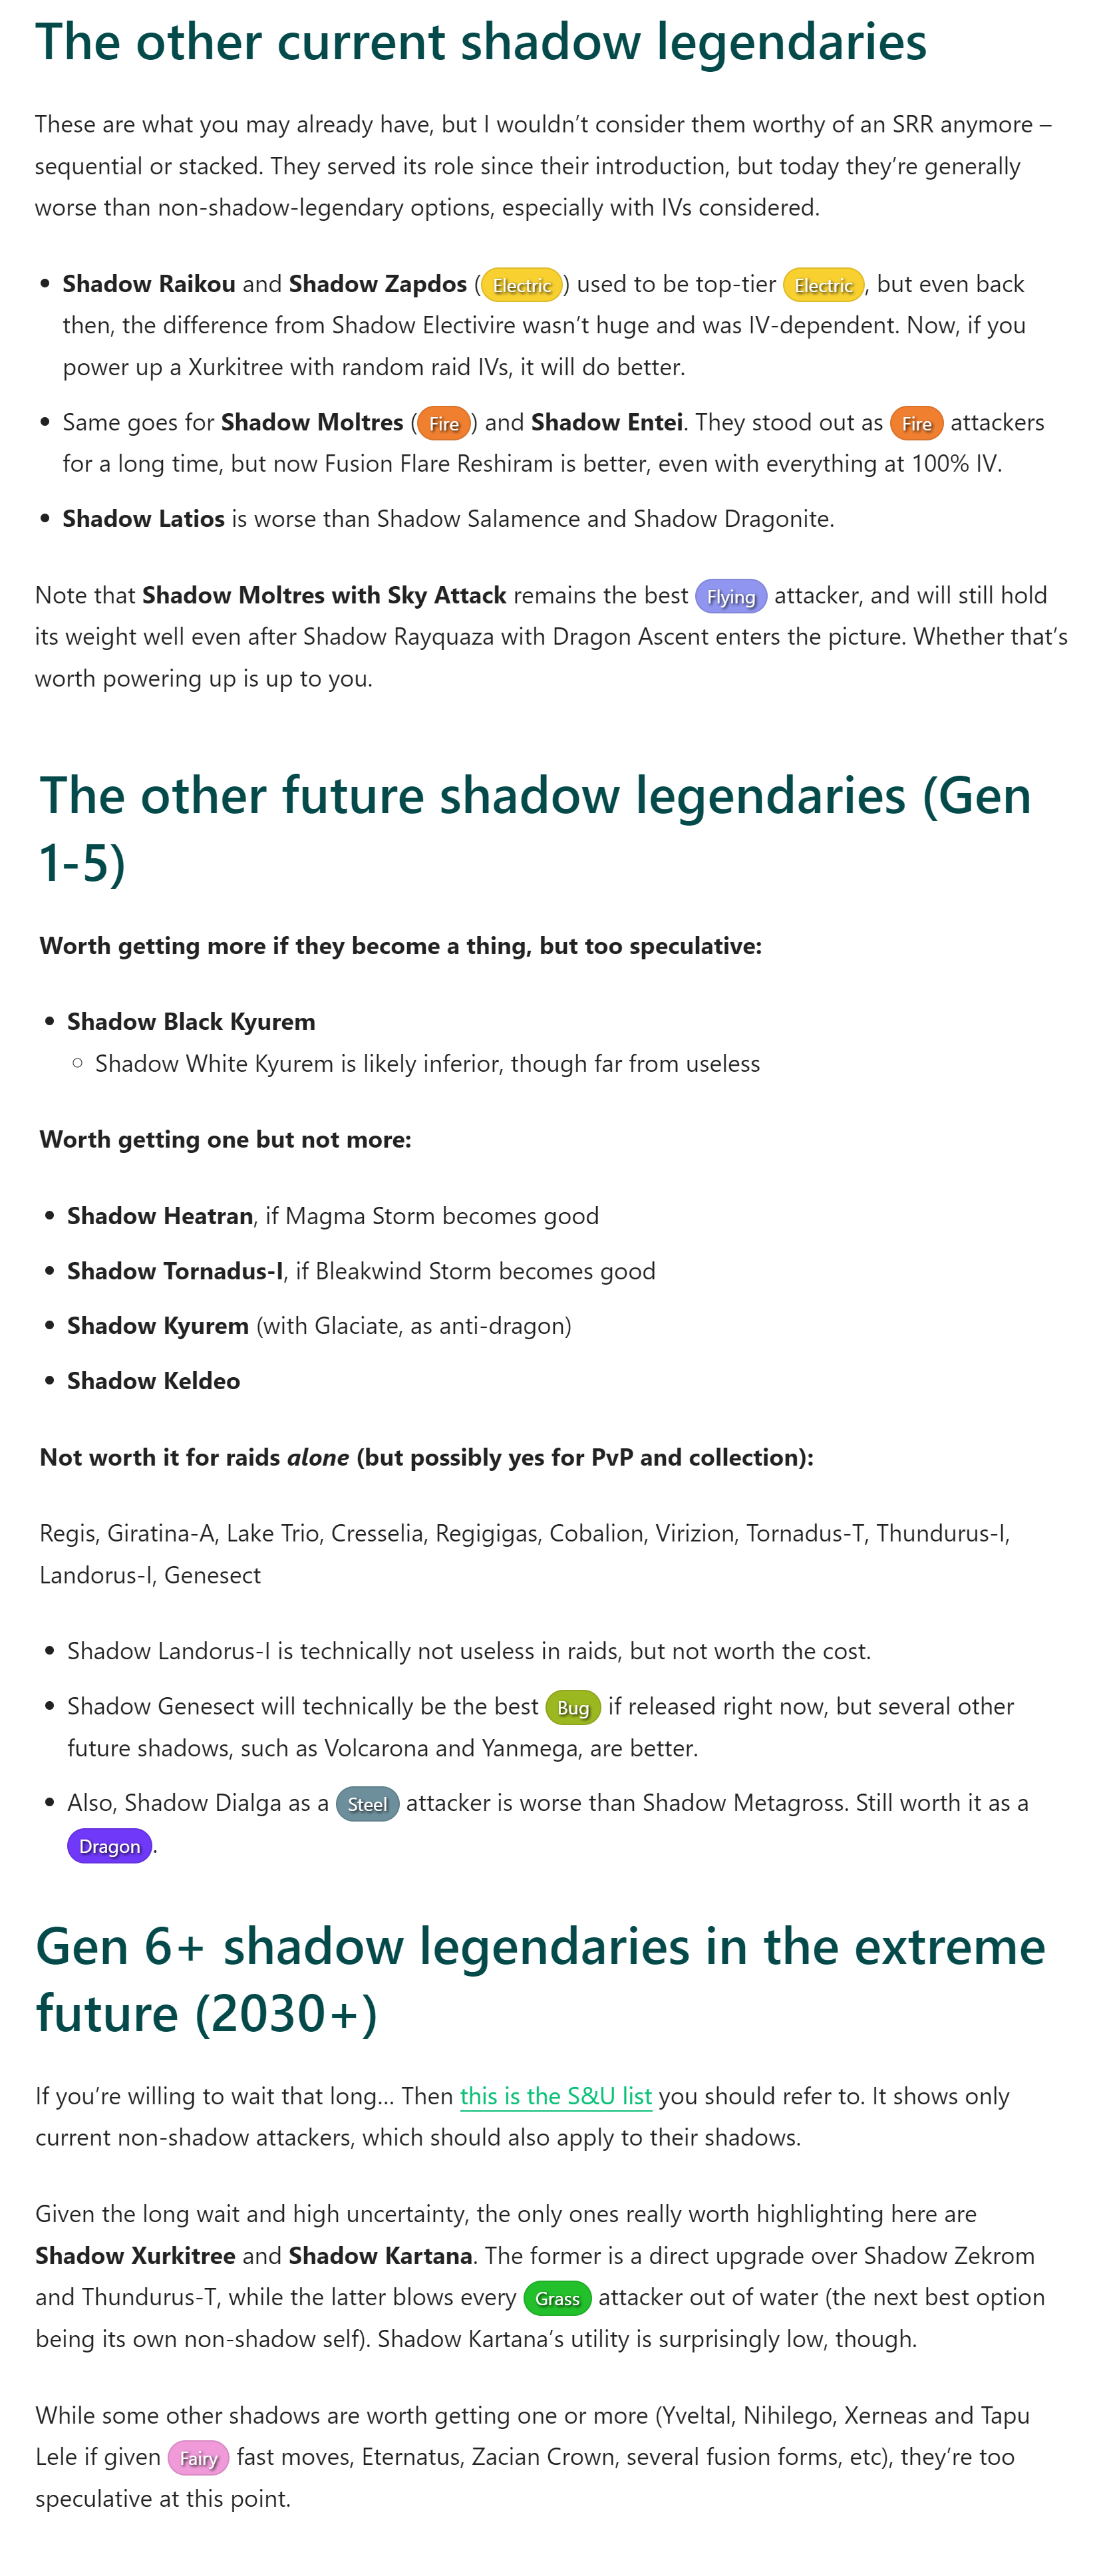 The other current shadow legendaries
These are what you may already have, but I wouldn’t consider them worthy of an SRR anymore –
sequential or stacked. They served its role since their introduction, but today they’re generally
worse than non-shadow-legendary options, especially with IVs considered.
• Shadow Raikou and Shadow Zapdos (Electric) used to be top-tier Electric, but even back
then, the difference from Shadow Electivire wasn’t huge and was IV-dependent. Now, if you
power up a Xurkitree with random raid IVs, it will do better.
• Same goes for Shadow Moltres (Fire) and Shadow Entei. They stood out as Fire attackers
for a long time, but now Fusion Flare Reshiram is better, even with everything at 100% IV.
• Shadow Latios is worse than Shadow Salamence and Shadow Dragonite.
Note that Shadow Moltres with Sky Attack remains the best Flying attacker, and will still hold
its weight well even after Shadow Rayquaza with Dragon Ascent enters the picture. Whether that’s
worth powering up is up to you.
The other future shadow legendaries (Gen
1-5)
Worth getting more if they become a thing, but too speculative:
• Shadow Black Kyurem
◦ Shadow White Kyurem is likely inferior, though far from useless
Worth getting one but not more:
• Shadow Heatran, if Magma Storm becomes good
• Shadow Tornadus-I, if Bleakwind Storm becomes good
• Shadow Kyurem (with Glaciate, as anti-dragon)
• Shadow Keldeo
Not worth it for raids alone (but possibly yes for PvP and collection):
Regis, Giratina-A, Lake Trio, Cresselia, Regigigas, Cobalion, Virizion, Tornadus-T, Thundurus-I,
Landorus-I, Genesect
• Shadow Landorus-I is technically not useless in raids, but not worth the cost.
• Shadow Genesect will technically be the best Bug if released right now, but several other
future shadows, such as Volcarona and Yanmega, are better.
• Also, Shadow Dialga as a Steel attacker is worse than Shadow Metagross. Still worth it as a
Dragon.
Gen 6+ shadow legendaries in the extreme
future (2030+)
If you’re willing to wait that long… Then this is the S&U list you should refer to. It shows only
current non-shadow attackers, which should also apply to their shadows.
Given the long wait and high uncertainty, the only ones really worth highlighting here are
Shadow Xurkitree and Shadow Kartana. The former is a direct upgrade over Shadow Zekrom
and Thundurus-T, while the latter blows every Grass attacker out of water (the next best option
being its own non-shadow self). Shadow Kartana’s utility is surprisingly low, though.
While some other shadows are worth getting one or more (Yveltal, Nihilego, Xerneas and Tapu
Lele if given Fairy fast moves, Eternatus, Zacian Crown, several fusion forms, etc), they’re too
speculative at this point.